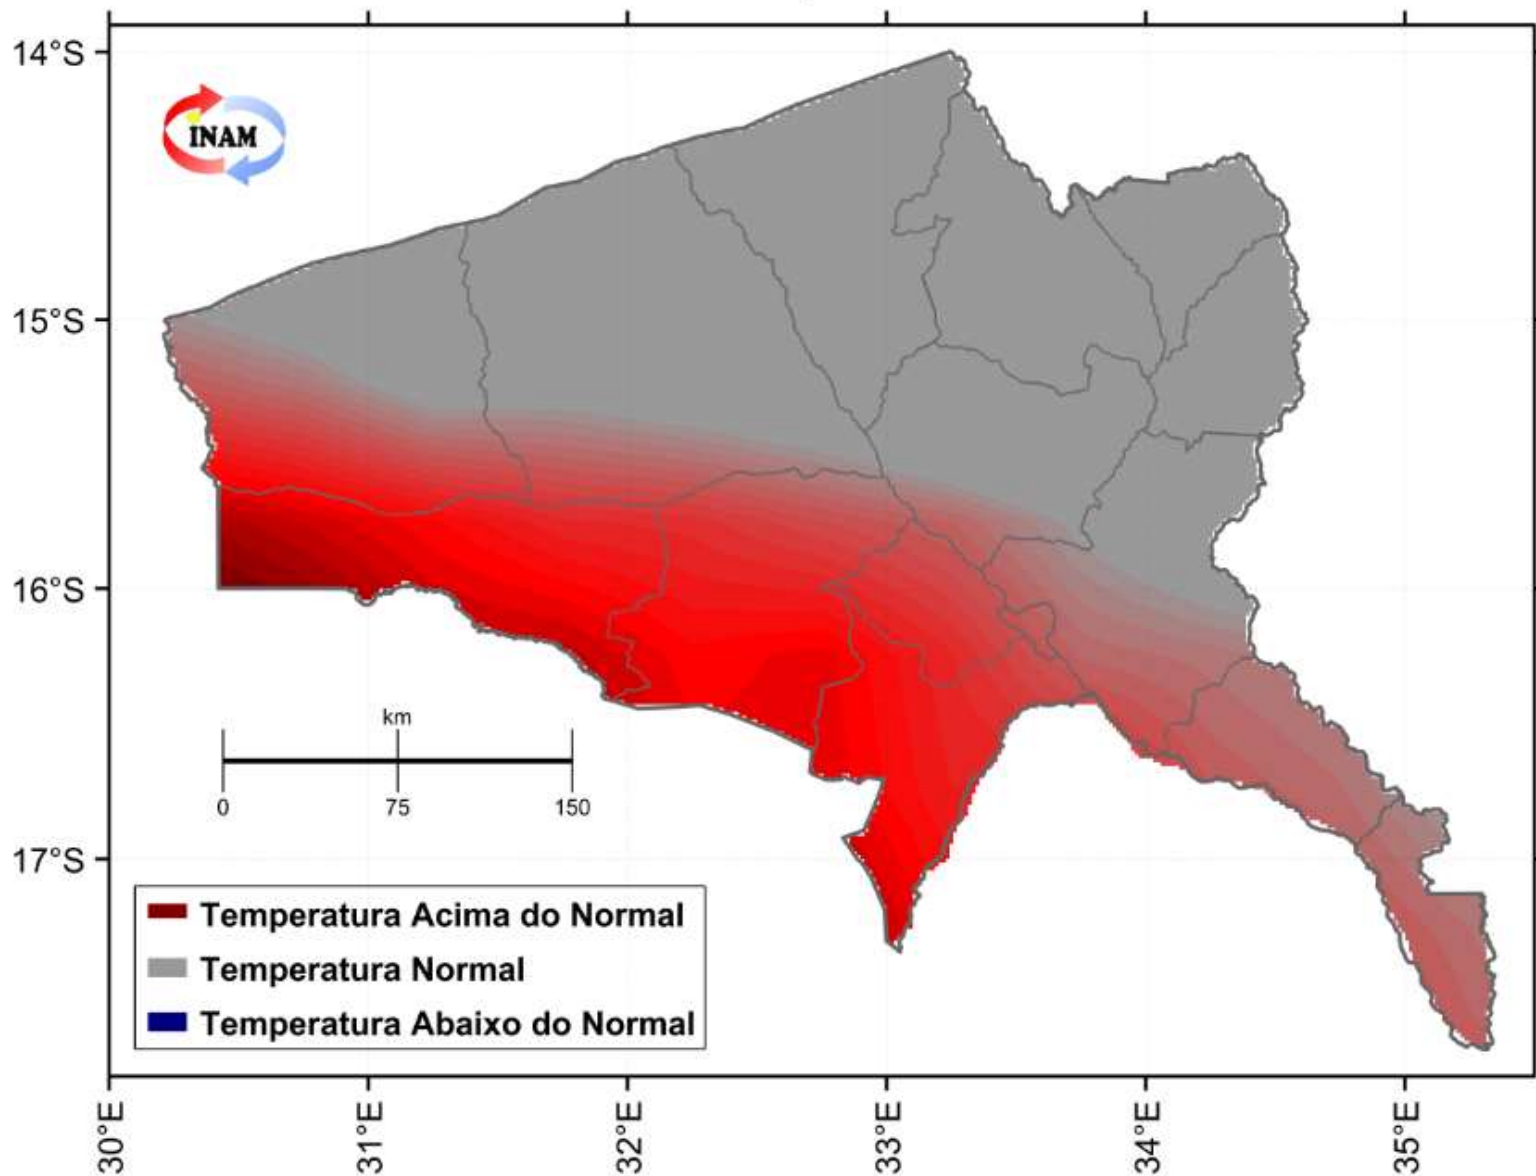 14°S
INAM
15°S
16°S
km
0 75 150
17°S
Temperatura Acima do Normal
Temperatura Normal
Temperatura Abaixo do Normal
30°E 31°E 32°E 33°E 34°E 35°E